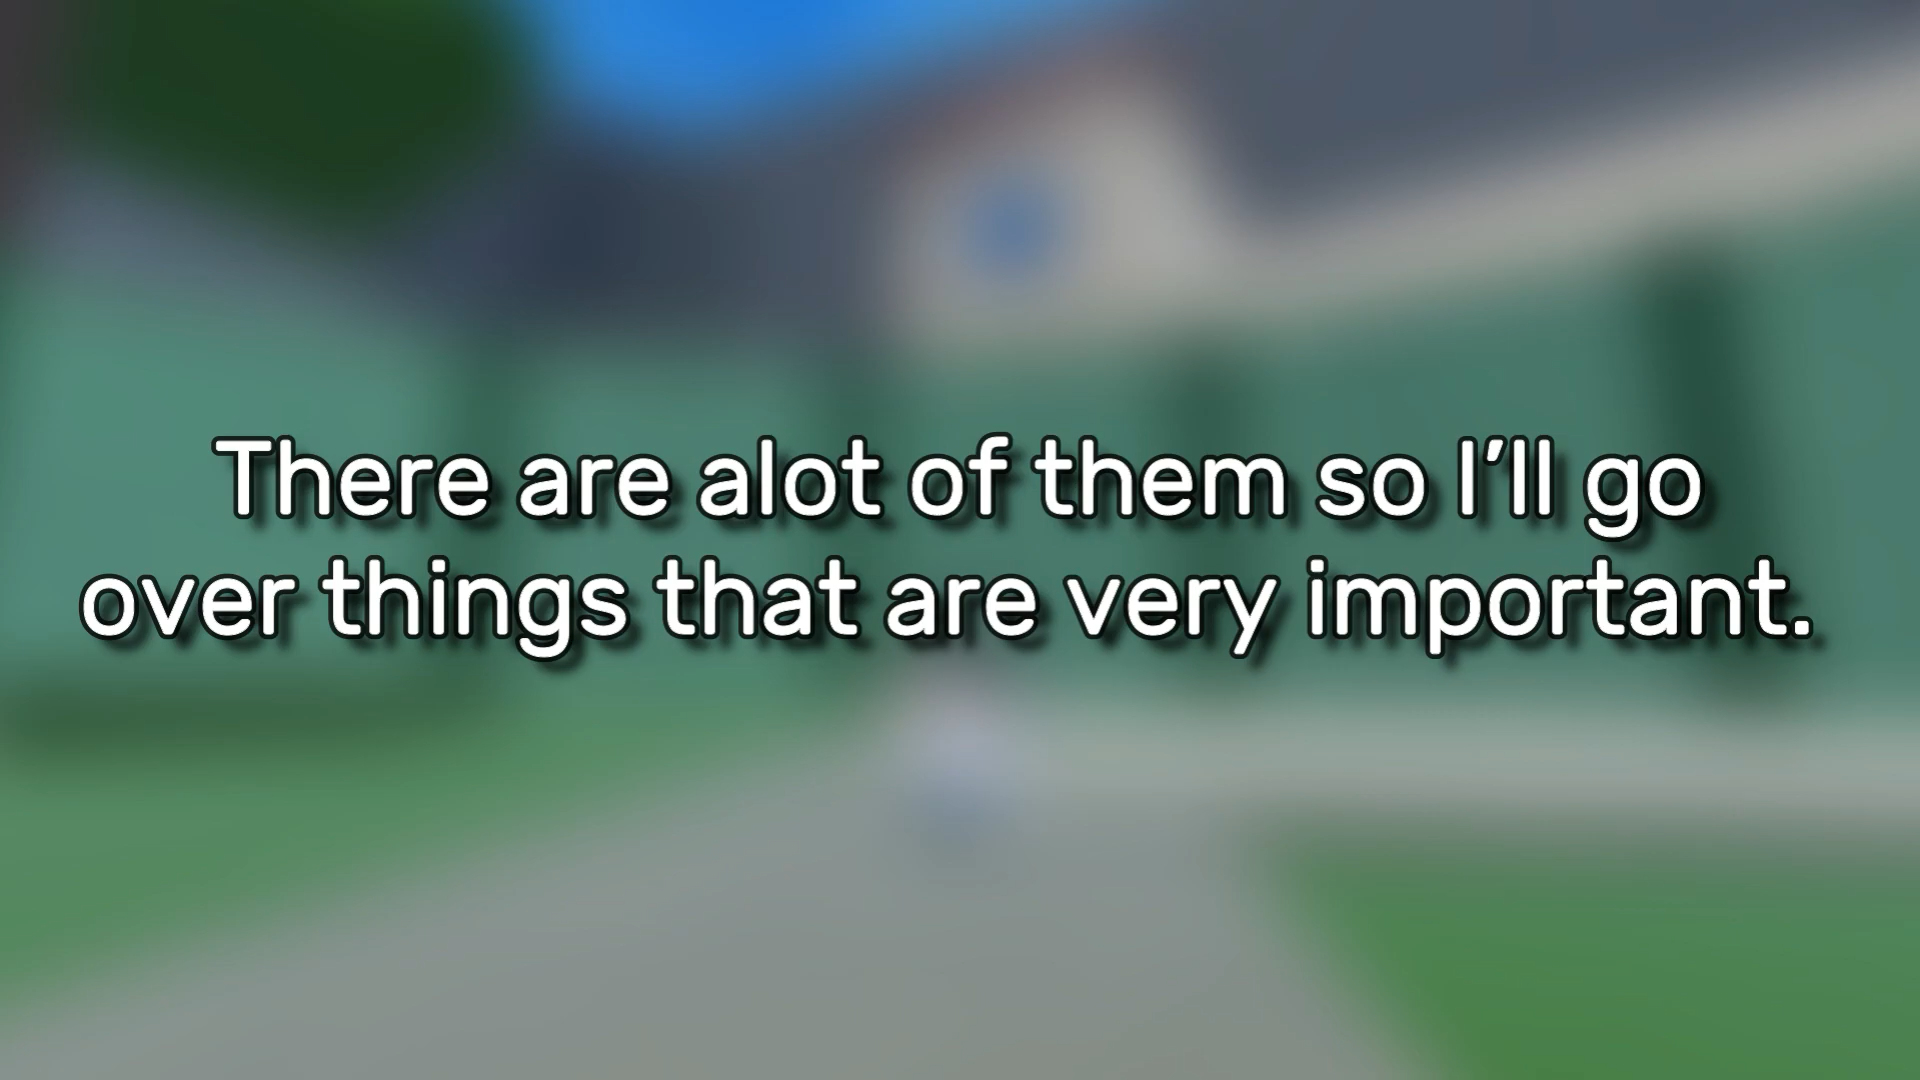 There are alot of them so I’ll go
over things that are very important.